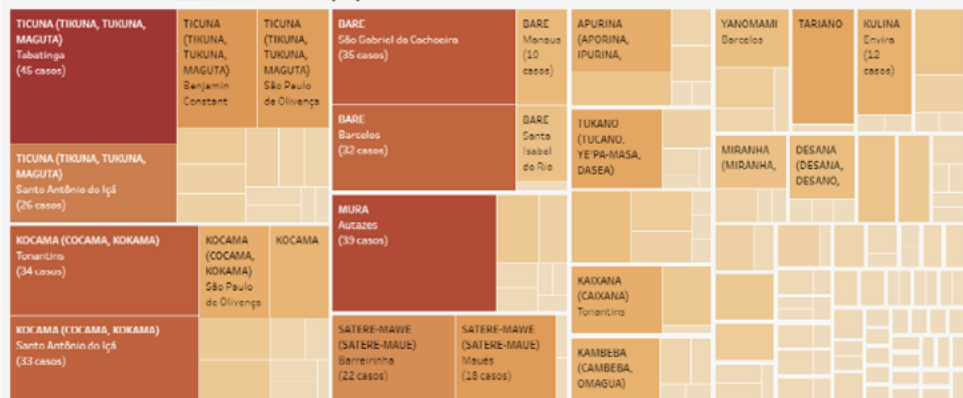 TICUNA (TIKUNA, TUKUNA,
MAGUTA)
Tabatinga
(45 casos)
TICUNA
(TIKUNA,
TUKUNA,
MAGUTA)
Benjamin
Constant
TICUNA
(TIKUNA,
TUKUNA,
MAGUTA)
São Paulo
de Olivença
TICUNA (TIKUNA, TUKUNA,
MAGUTA)
Santo Antônio do Içá
(26 casos)
KOCAMA (COCAMA, KOKAMA)
Tonantins
(34 casos)
KOCAMA
(COCAMA,
KOKAMA)
São Paulo
de Olivença
KOCAMA
KOCAMA (COCAMA, KOKAMA)
Santo Antônio do Içá
(33 casos)
BARE
São Gabriel da Cachoeira
(35 casos)
BARE
Manaus
(10
casos)
BARE
Barcelos
(32 casos)
BARE
Santa
Isabel
do Rio
MURA
Autazes
(39 casos)
SATERE-MAWE
(SATERE-MAUE)
Barreirinha
(22 casos)
SATERE-MAWE
(SATERE-MAUE)
Maués
(18 casos)
APURINA
(APORINA,
IPURINA,
TUKANO
(TUCANO,
YE'PA-MASA,
DASEA)
KAIXANA
(CAIXANA)
Tonantins
KAMBEBA
(CAMBEBA,
OMAGUA)
YANOMAMI
Barcelos
TARIANO
KULINA
Envira
(12
casos)
MIRANHA
(MIRANHA,
DESANA
(DESANA,
DESANO,